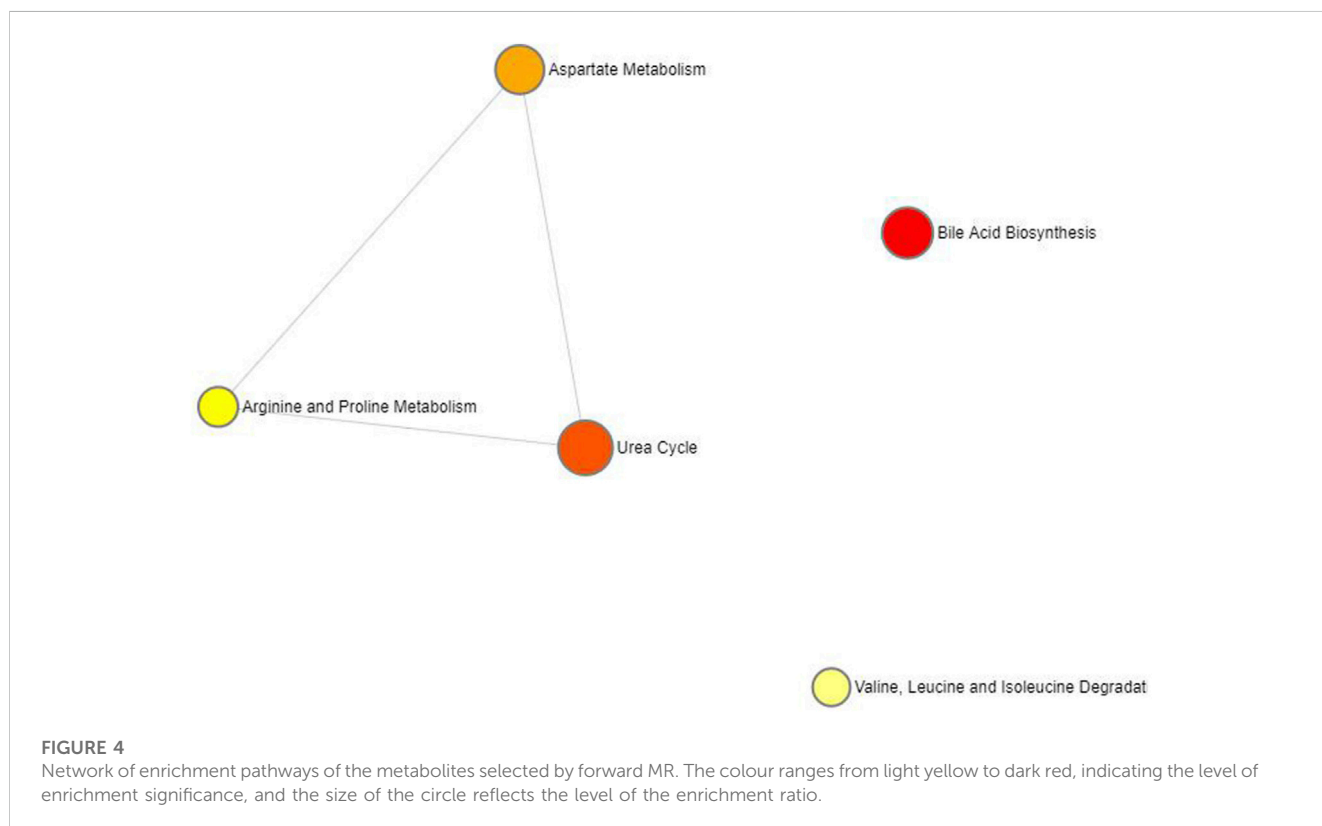 Aspartate Metabolism
Bile Acid Biosynthesis
Arginine and Proline Metabolism
Urea Cycle
Valine, Leucine and Isoleucine Degradat
FIGURE 4
Network of enrichment pathways of the metabolites selected by forward MR. The colour ranges from light yellow to dark red, indicating the level of
enrichment significance, and the size of the circle reflects the level of the enrichment ratio.